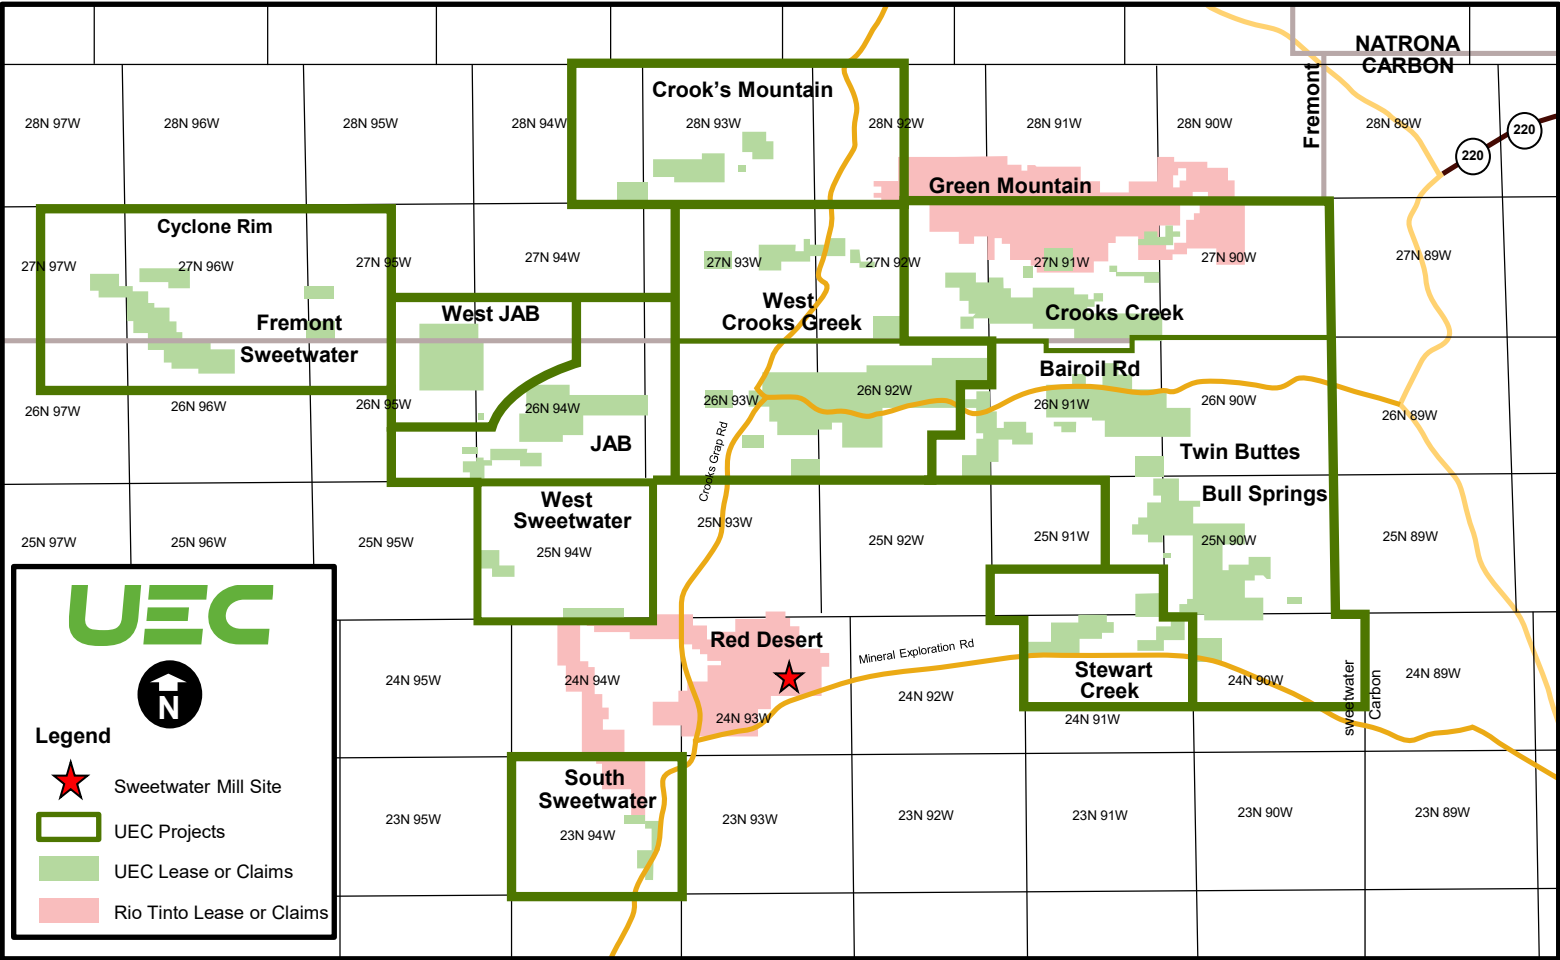 NATRONA
CARBON
Fremont
220
220
Crook's Mountain
28N 97W
28N 96W
28N 95W
28N 94W
28N 93W
28N 92W
28N 91W
28N 90W
28N 89W
Green Mountain
Cyclone Rim
27N 97W
27N 96W
27N 95W
27N 94W
27N 93W
27N 92W
27N 91W
27N 90W
27N 89W
Fremont
Sweetwater
West JAB
West
Crooks Greek
Crooks Creek
Bairoil Rd
26N 97W
26N 96W
26N 95W
26N 94W
26N 93W
26N 92W
26N 91W
26N 90W
26N 89W
JAB
Crooks Grap Rd
Twin Buttes
Bull Springs
West
Sweetwater
25N 97W
25N 96W
25N 95W
25N 94W
25N 93W
25N 92W
25N 91W
25N 90W
25N 89W
Red Desert
Mineral Exploration Rd
Stewart
Creek
24N 95W
24N 94W
24N 93W
24N 92W
24N 91W
24N 90W
24N 89W
sweetwater
Carbon
South
Sweetwater
23N 95W
23N 94W
23N 93W
23N 92W
23N 91W
23N 90W
23N 89W
UEC
N
Legend
Sweetwater Mill Site
UEC Projects
UEC Lease or Claims
Rio Tinto Lease or Claims